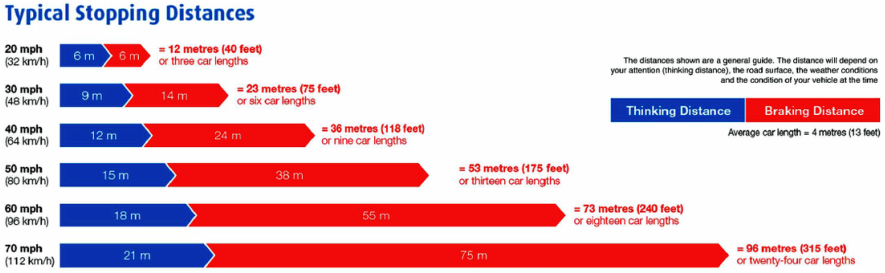 Typical Stopping Distances
20 mph
(32 km/h)
6 m
6 m
= 12 metres (40 feet)
or three car lengths
The distances shown are a general guide. The distance will depend on
your attention (thinking distance), the road surface, the weather conditions
and the condition of your vehicle at the time
30 mph
(48 km/h)
9 m
14 m
= 23 metres (75 feet)
or six car lengths
Thinking Distance
Braking Distance
Average car length = 4 metres (13 feet)
40 mph
(64 km/h)
12 m
24 m
= 36 metres (118 feet)
or nine car lengths
50 mph
(80 km/h)
15 m
38 m
= 53 metres (175 feet)
or thirteen car lengths
60 mph
(96 km/h)
18 m
55 m
= 73 metres (240 feet)
or eighteen car lengths
70 mph
(112 km/h)
21 m
75 m
= 96 metres (315 feet)
or twenty-four car lengths